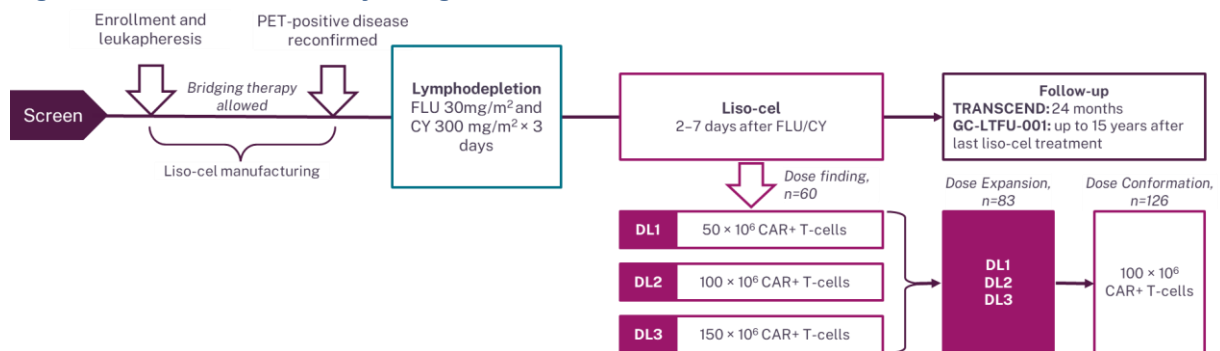 Enrollment and
leukapheresis
PET-positive disease
reconfirmed
Screen
Bridging therapy
allowed
Liso-cel manufacturing
Lymphodepletion
FLU 30mg/m² and
CY 300 mg/m² × 3
days
Liso-cel
2–7 days after FLU/CY
Follow-up
TRANSCEND: 24 months
GC-LTFU-001: up to 15 years after
last liso-cel treatment
Dose finding,
n=60
DL1
50 × 10⁶ CAR+ T-cells
DL2
100 × 10⁶ CAR+ T-cells
DL3
150 × 10⁶ CAR+ T-cells
Dose Expansion,
n=83
DL1
DL2
DL3
Dose Conformation,
n=126
100 × 10⁶
CAR+ T-cells